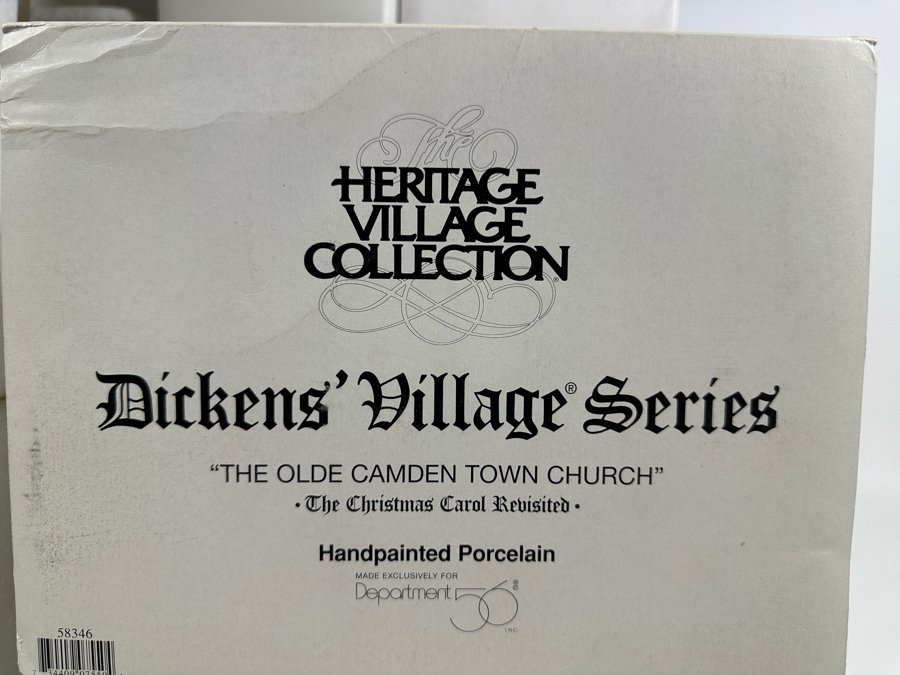 The
HERITAGE
VILLAGE
COLLECTION®
Dickens' Village® Series
“THE OLDE CAMDEN TOWN CHURCH”
• The Christmas Carol Revisited •
Handpainted Porcelain
MADE EXCLUSIVELY FOR
Department 56®
INC
58346